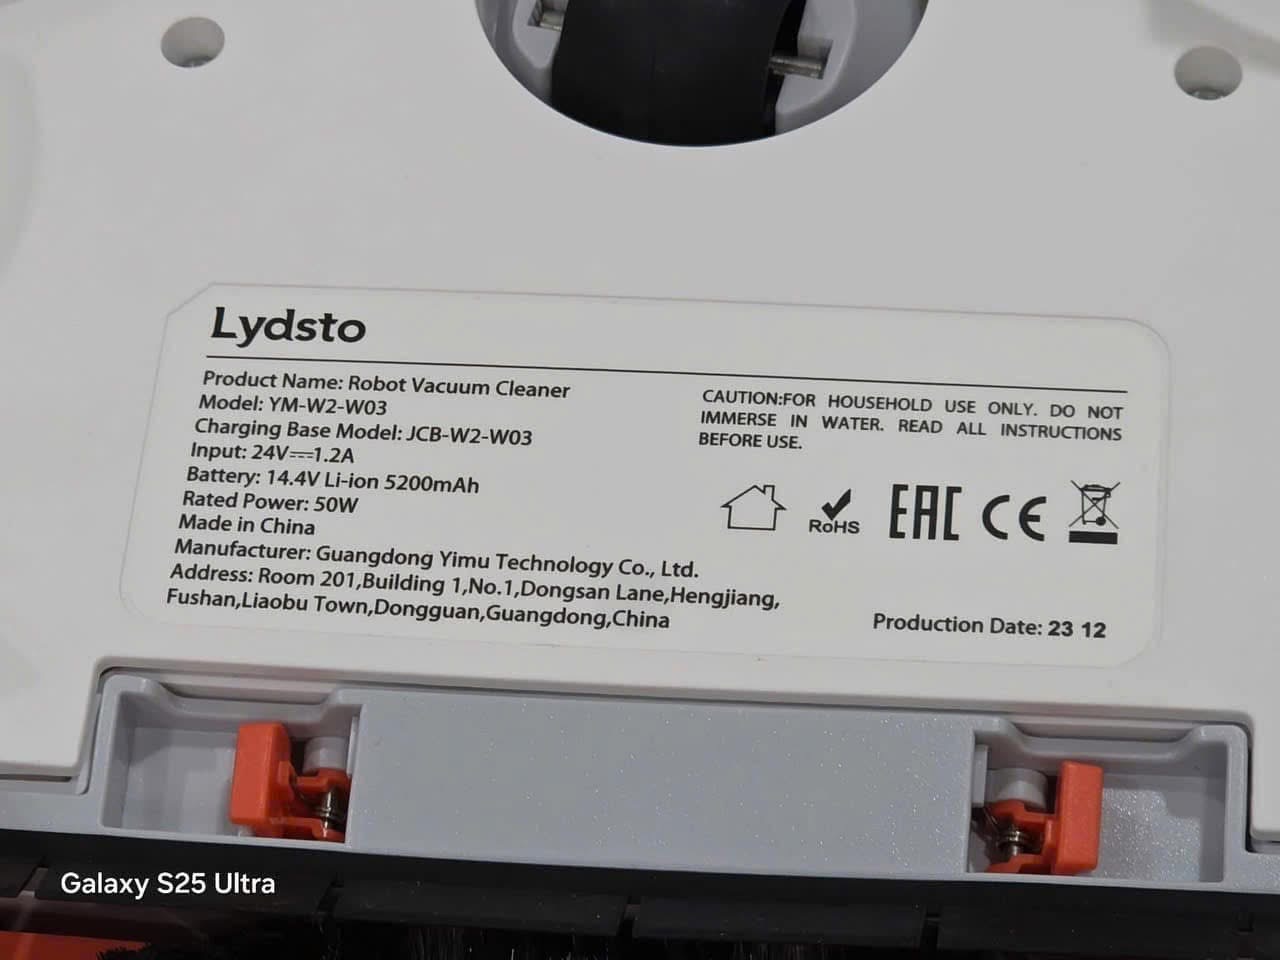 Lydsto
Product Name: Robot Vacuum Cleaner
Model: YM-W2-W03
Charging Base Model: JCB-W2-W03
Input: 24V⎓1.2A
Battery: 14.4V Li-ion 5200mAh
Rated Power: 50W
Made in China
Manufacturer: Guangdong Yimu Technology Co., Ltd.
Address: Room 201,Building 1,No.1,Dongsan Lane,Hengjiang,
Fushan,Liaobu Town,Dongguan,Guangdong,China
CAUTION:FOR HOUSEHOLD USE ONLY. DO NOT
IMMERSE IN WATER. READ ALL INSTRUCTIONS
BEFORE USE.
RoHS EAC CE
Production Date: 23 12
Galaxy S25 Ultra